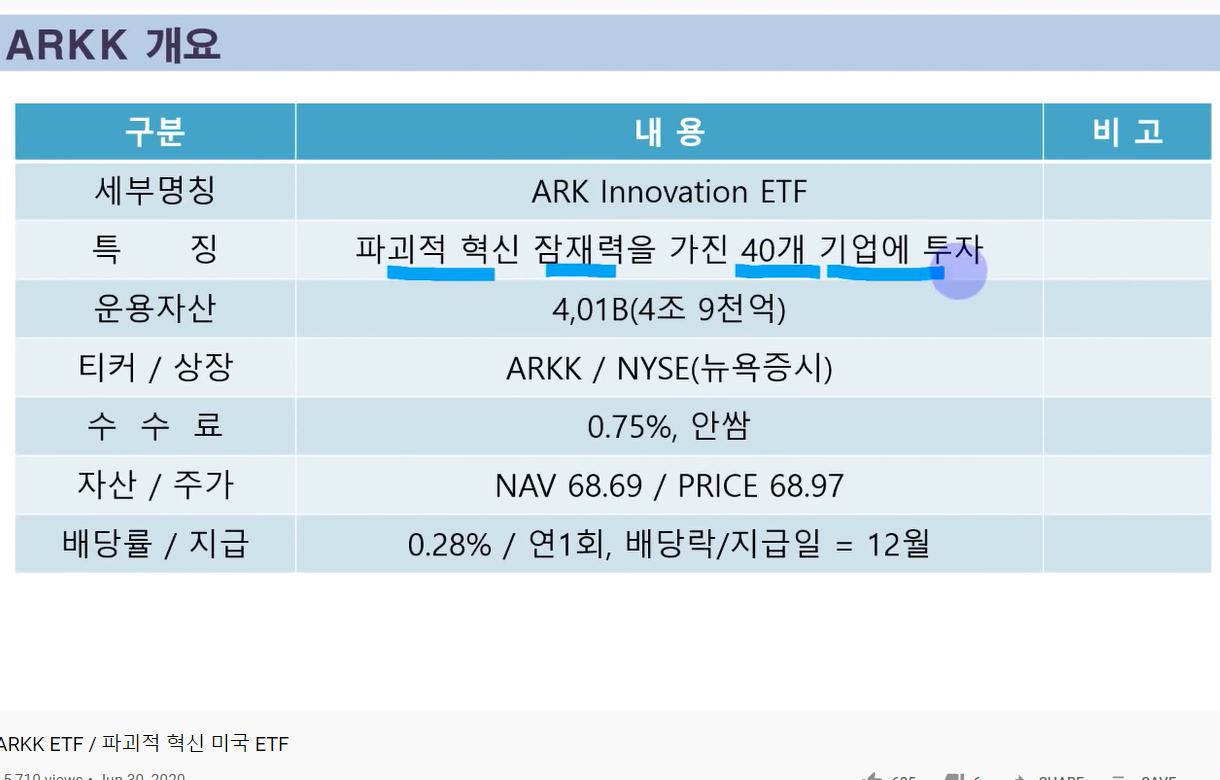 ARKK 개요
구분 내 용 비 고
세부명칭 ARK Innovation ETF
특 징 파괴적 혁신 잠재력을 가진 40개 기업에 투자
운용자산 4,01B(4조 9천억)
티커 / 상장 ARKK / NYSE(뉴욕증시)
수 수 료 0.75%, 안쌈
자산 / 주가 NAV 68.69 / PRICE 68.97
배당률 / 지급 0.28% / 연1회, 배당락/지급일 = 12월
ARKK ETF / 파괴적 혁신 미국 ETF
5,710 views • Jun 30, 2020 SHARE SAVE